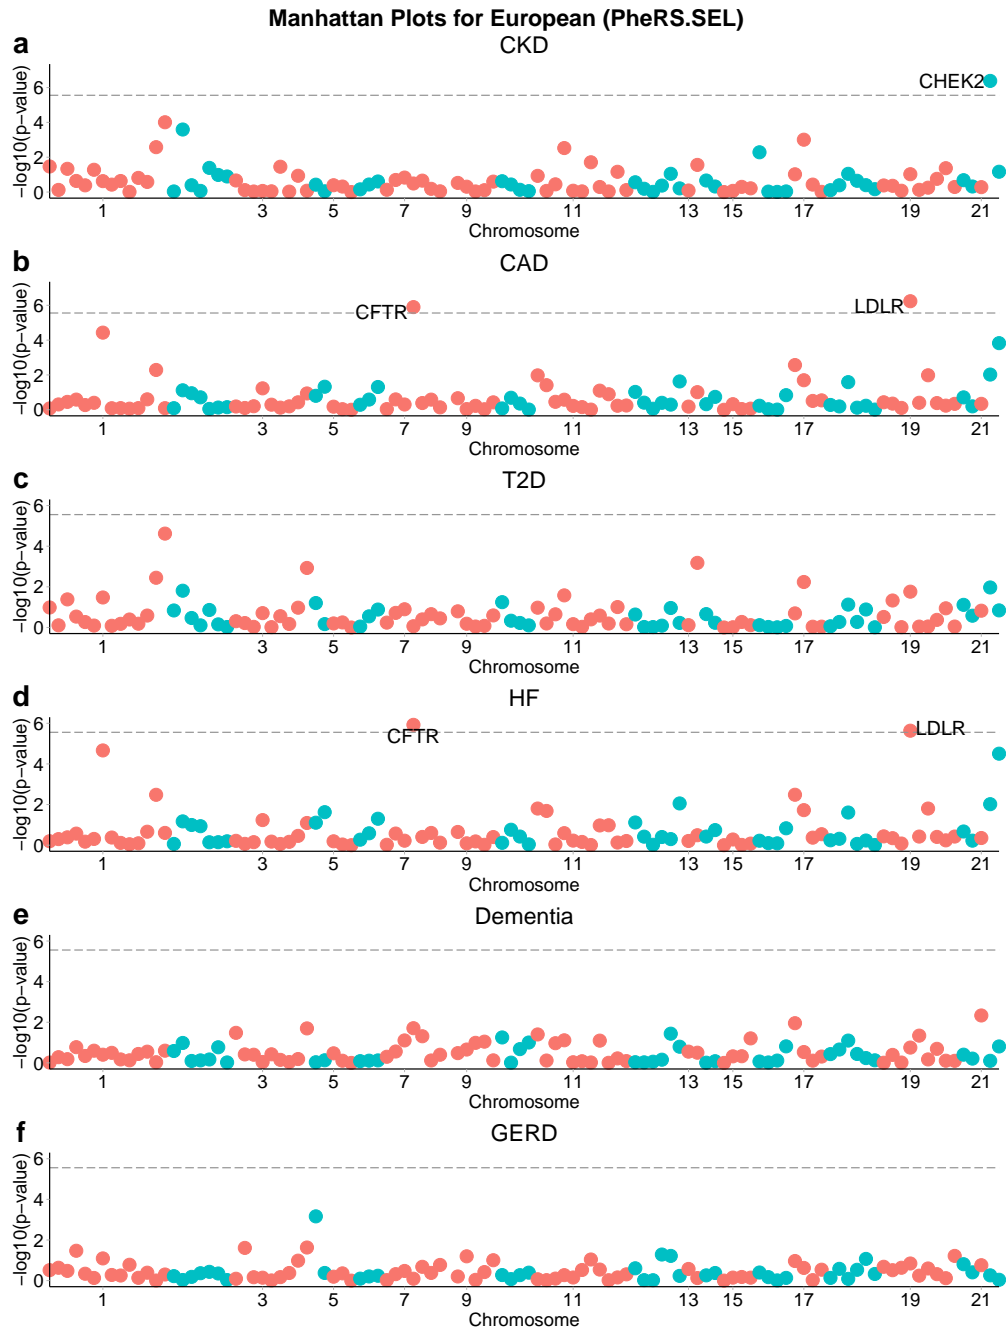 Manhattan Plots for European (PheRS.SEL)
a
CKD
−log10(p−value)
6
4
2
0
CHEK2
1 3 5 7 9 11 13 15 17 19 21
Chromosome
b
CAD
−log10(p−value)
6
4
2
0
CFTR
LDLR
1 3 5 7 9 11 13 15 17 19 21
Chromosome
c
T2D
−log10(p−value)
6
4
2
0
1 3 5 7 9 11 13 15 17 19 21
Chromosome
d
HF
−log10(p−value)
6
4
2
0
CFTR
LDLR
1 3 5 7 9 11 13 15 17 19 21
Chromosome
e
Dementia
−log10(p−value)
6
4
2
0
1 3 5 7 9 11 13 15 17 19 21
Chromosome
f
GERD
−log10(p−value)
6
4
2
0
1 3 5 7 9 11 13 15 17 19 21
Chromosome